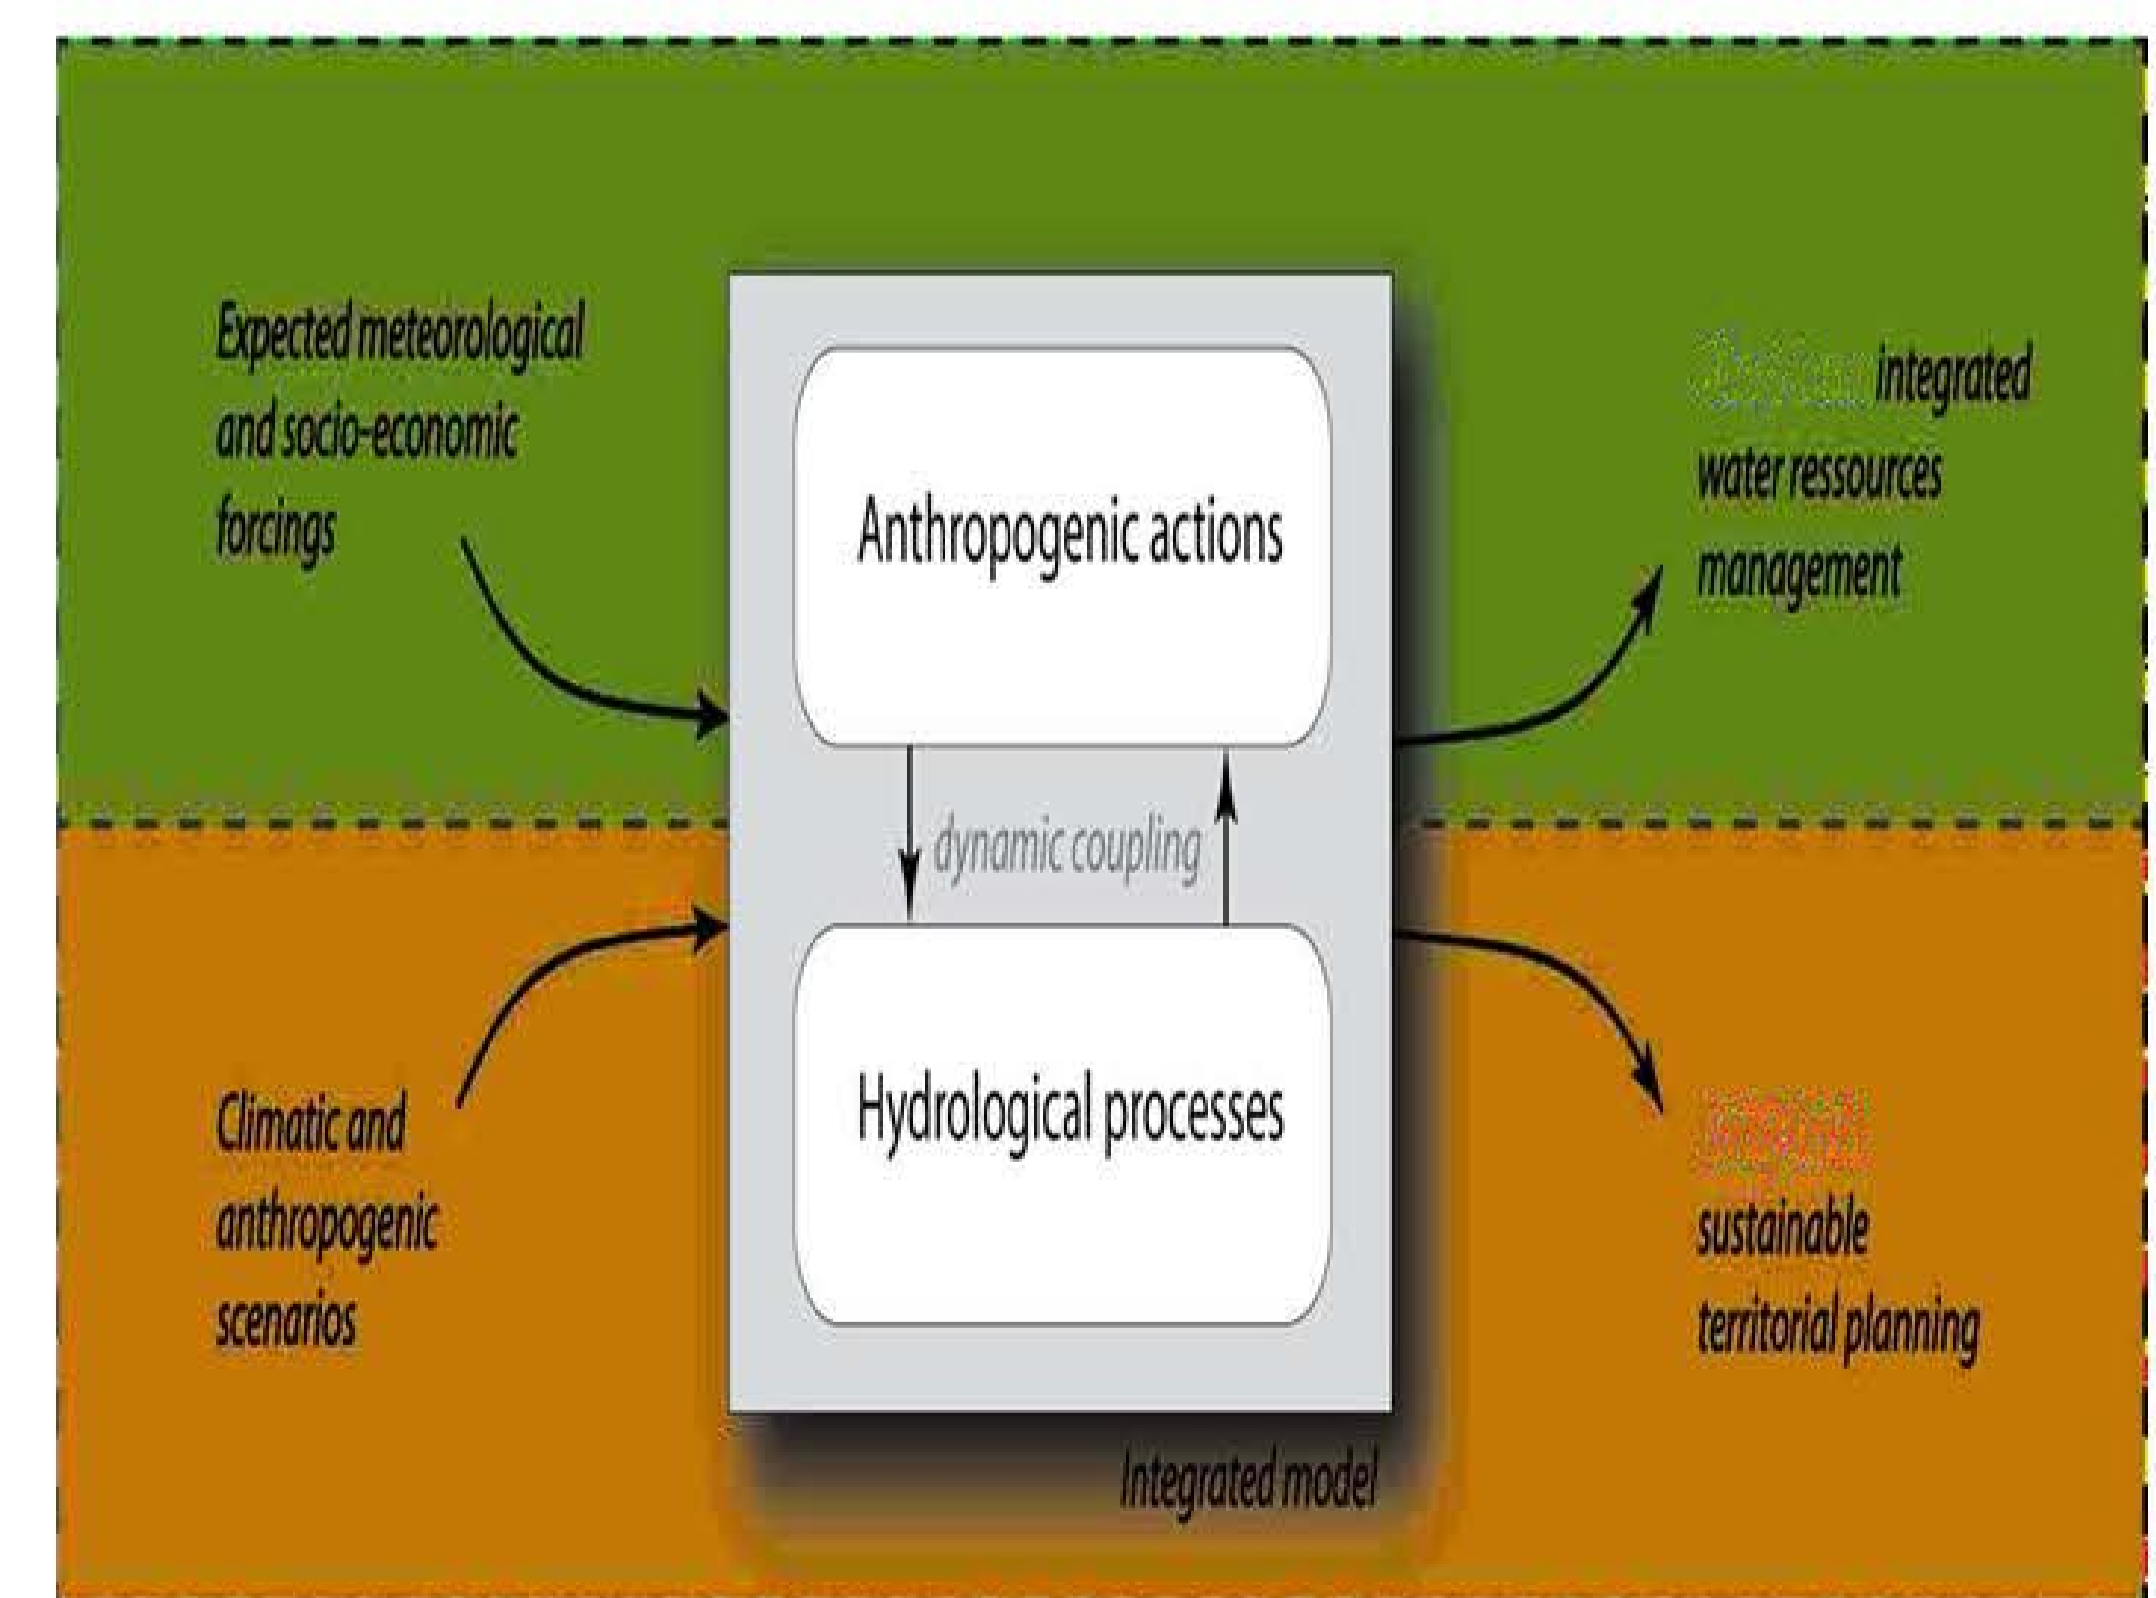 Expected meteorological
and socio-economic
forcings
Anthropogenic actions
integrated
water ressources
management
dynamic coupling
Climatic and
anthropogenic
scenarios
Hydrological processes
sustainable
territorial planning
Integrated model